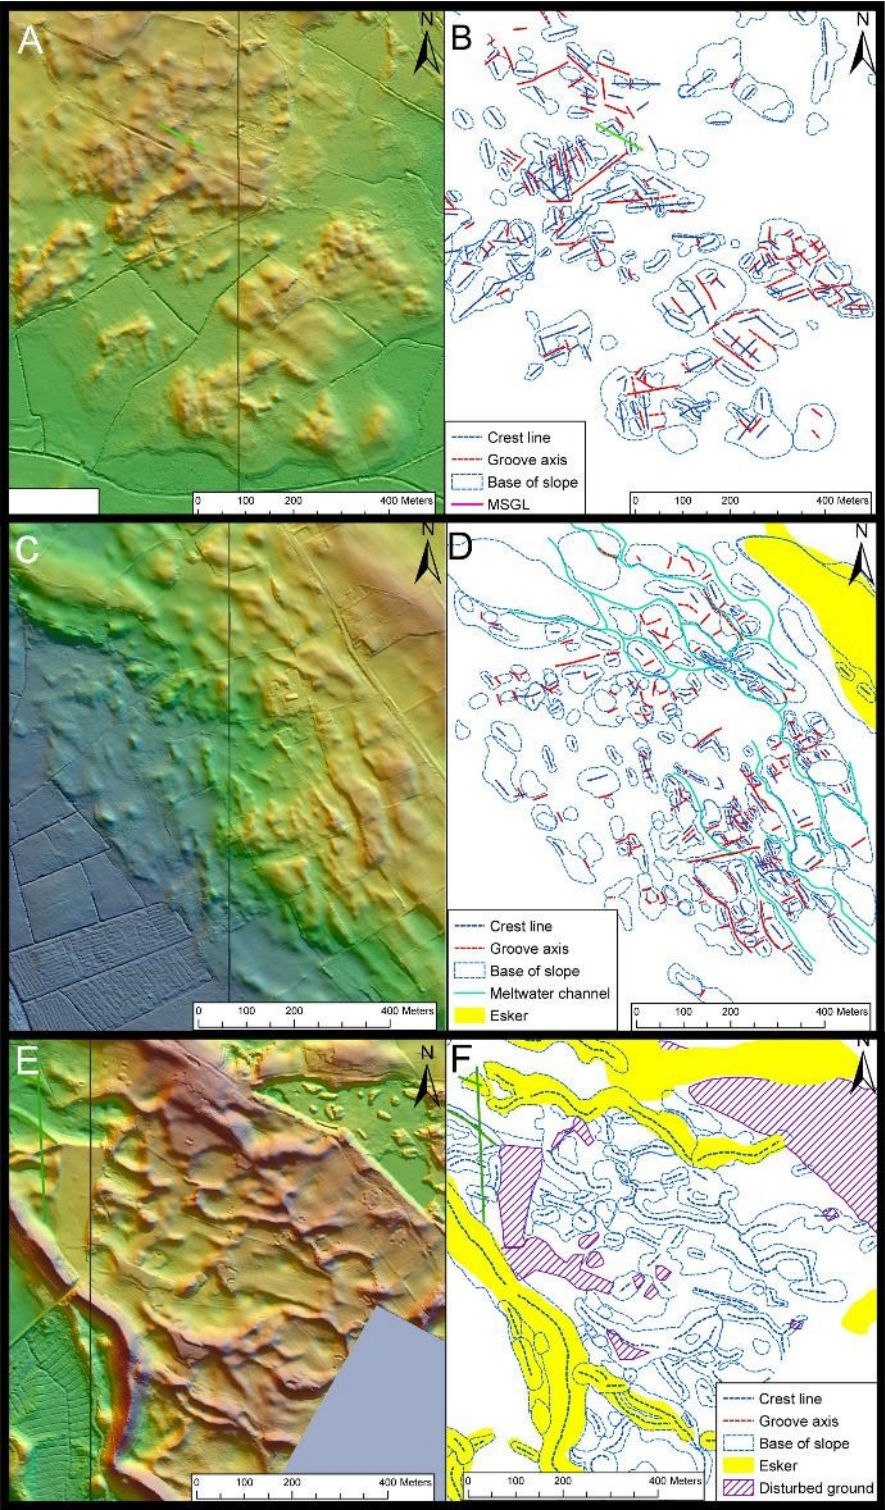 A
N
0 100 200 400 Meters
B
N
Crest line
Groove axis
Base of slope
MSGL
0 100 200 400 Meters
C
N
0 100 200 400 Meters
D
N
Crest line
Groove axis
Base of slope
Meltwater channel
Esker
0 100 200 400 Meters
E
N
0 100 200 400 Meters
F
N
Crest line
Groove axis
Base of slope
Esker
Disturbed ground
0 100 200 400 Meters